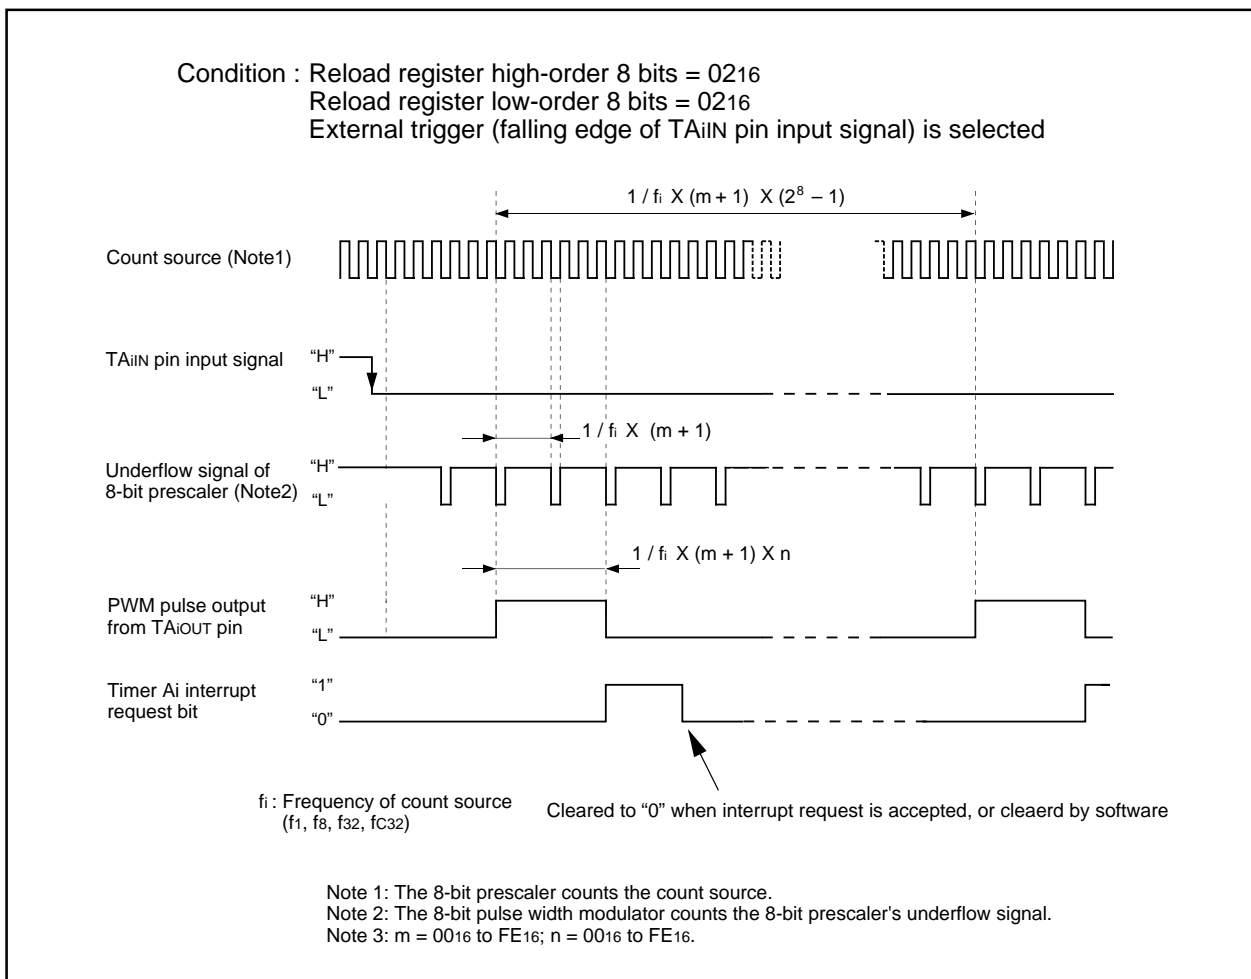 Condition : Reload register high-order 8 bits = 0216
Reload register low-order 8 bits = 0216
External trigger (falling edge of TAiIN pin input signal) is selected
1 / fi X (m + 1) X (2⁸ – 1)
Count source (Note1)
TAiIN pin input signal
“H”
“L”
1 / fi X (m + 1)
Underflow signal of
8-bit prescaler (Note2)
“H”
“L”
1 / fi X (m + 1) X n
PWM pulse output
from TAiOUT pin
“H”
“L”
Timer Ai interrupt
request bit
“1”
“0”
fi : Frequency of count source
(f1, f8, f32, fC32)
Cleared to “0” when interrupt request is accepted, or cleaerd by software
Note 1: The 8-bit prescaler counts the count source.
Note 2: The 8-bit pulse width modulator counts the 8-bit prescaler's underflow signal.
Note 3: m = 0016 to FE16; n = 0016 to FE16.